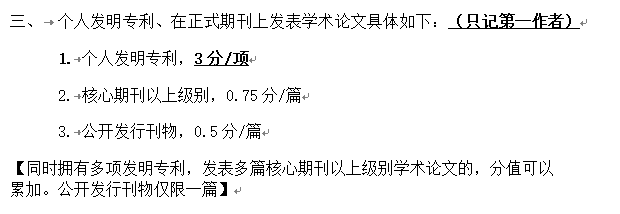 三、个人发明专利、在正式期刊上发表学术论文具体如下：（只记第一作者）
1. 个人发明专利，3分/项
2. 核心期刊以上级别，0.75分/篇
3. 公开发行刊物，0.5分/篇
【同时拥有多项发明专利，发表多篇核心期刊以上级别学术论文的，分值可以
累加。公开发行刊物仅限一篇】